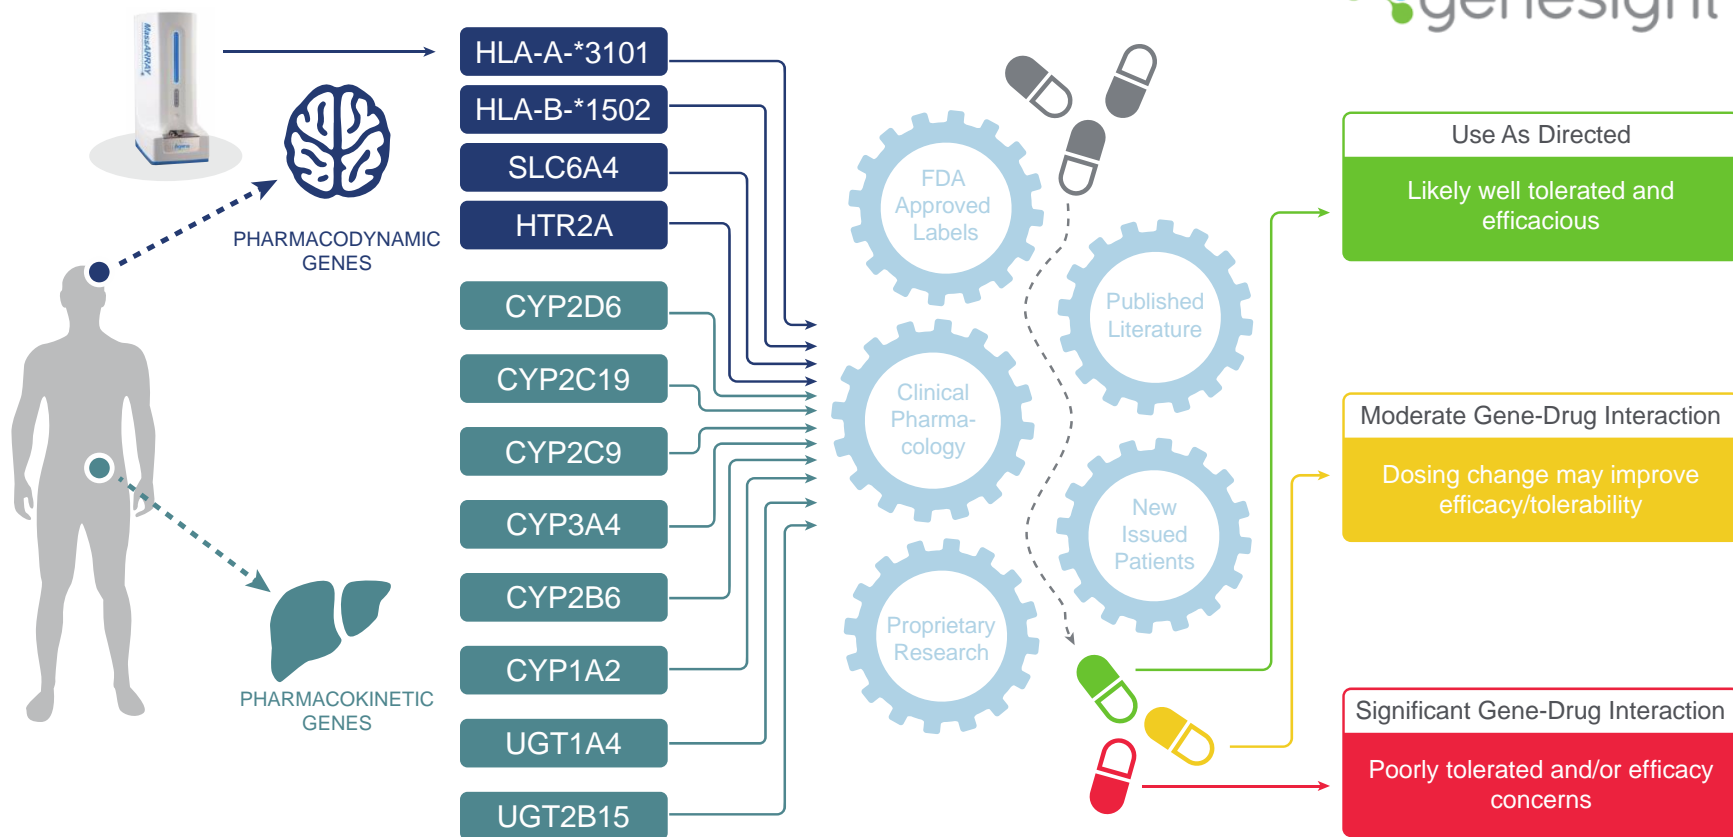 genesight
MassARRAY
HLA-A-*3101
HLA-B-*1502
SLC6A4
HTR2A
PHARMACODYNAMIC
GENES
CYP2D6
CYP2C19
CYP2C9
CYP3A4
CYP2B6
CYP1A2
UGT1A4
UGT2B15
PHARMACOKINETIC
GENES
FDA
Approved
Labels
Published
Literature
Clinical
Pharma-
cology
New
Issued
Patients
Proprietary
Research
Use As Directed
Likely well tolerated and
efficacious
Moderate Gene-Drug Interaction
Dosing change may improve
efficacy/tolerability
Significant Gene-Drug Interaction
Poorly tolerated and/or efficacy
concerns